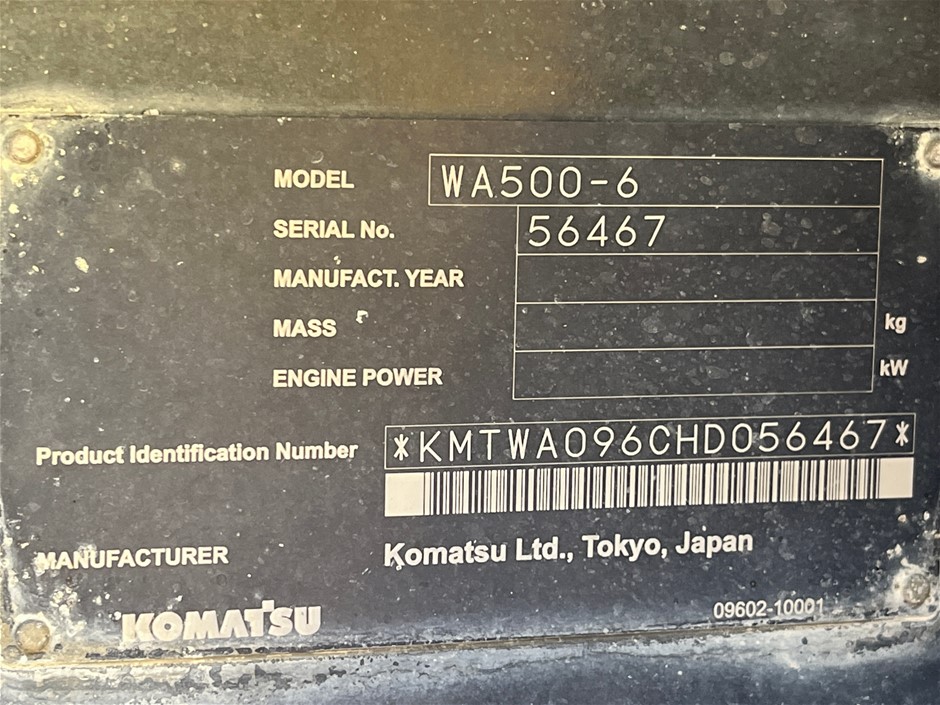 MODEL WA500-6
SERIAL No. 56467
MANUFACT. YEAR
MASS kg
ENGINE POWER kW
Product Identification Number *KMTWA096CHD056467*
MANUFACTURER Komatsu Ltd., Tokyo, Japan
KOMATSU 09602-10001